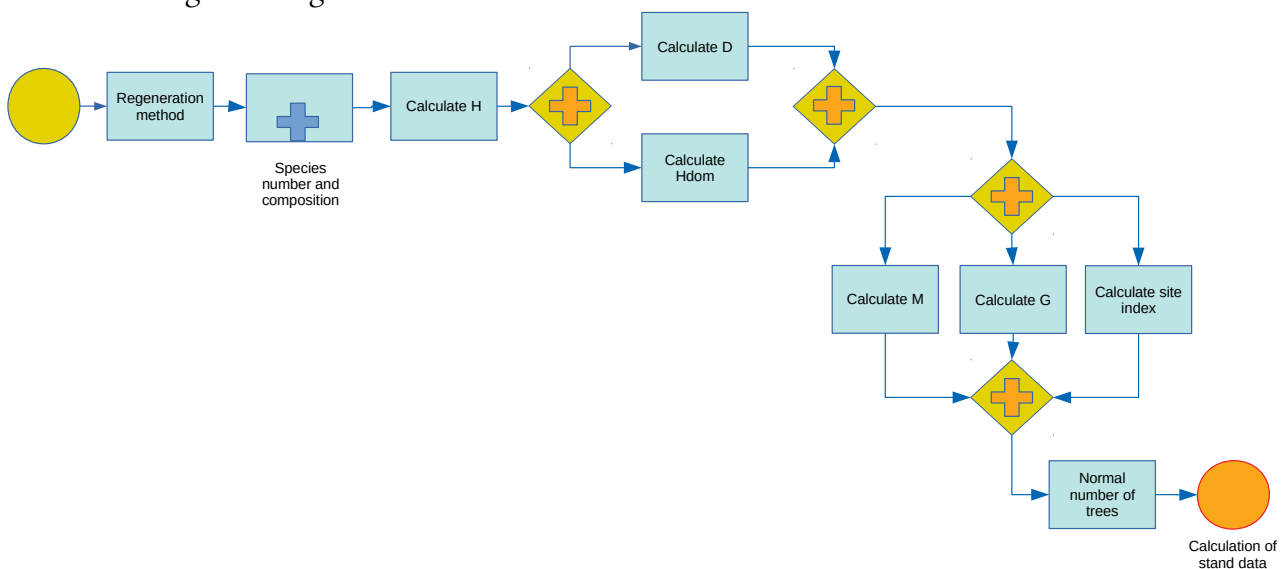 Regeneration
method
Species
number and
composition
Calculate H
Calculate D
Calculate
Hdom
Calculate M
Calculate G
Calculate site
index
Normal
number of
trees
Calculation of
stand data